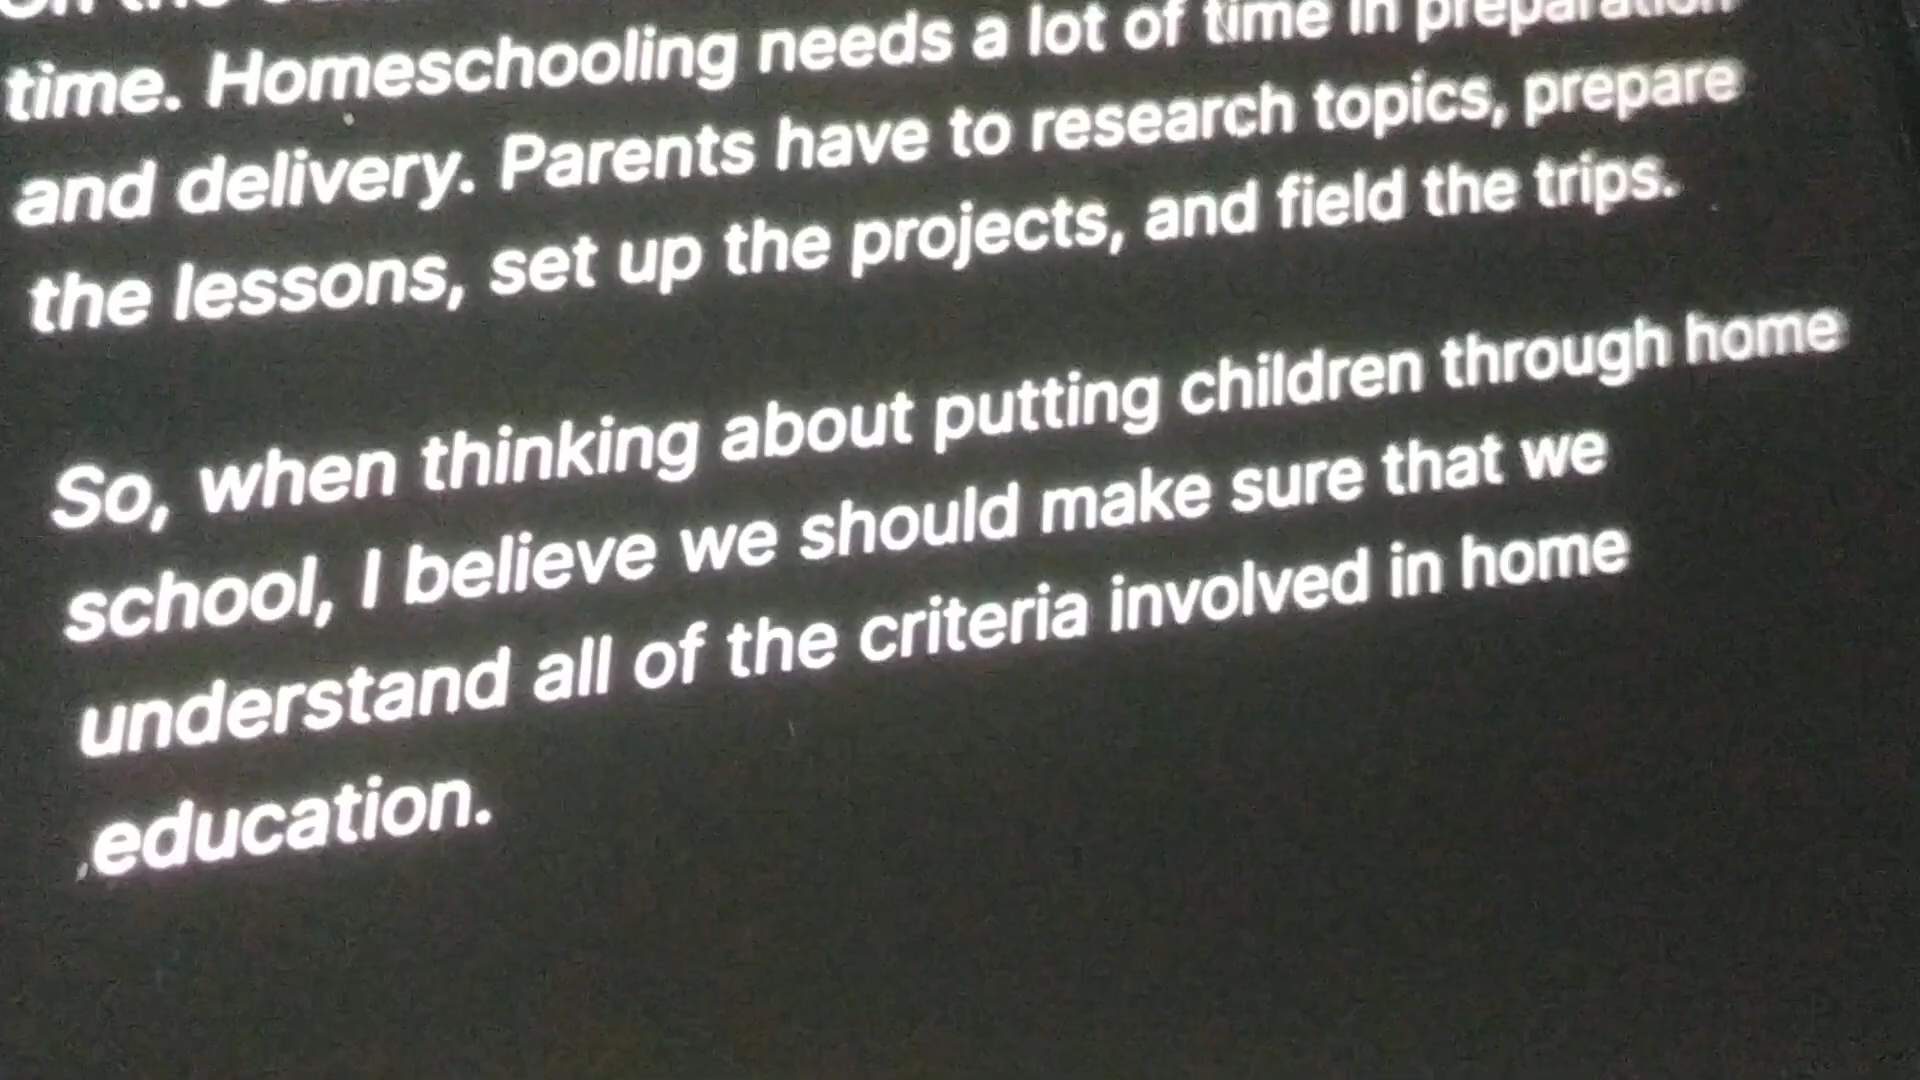 time. Homeschooling needs a lot of time in preparation
and delivery. Parents have to research topics, prepare
the lessons, set up the projects, and field the trips.
So, when thinking about putting children through home
school, I believe we should make sure that we
understand all of the criteria involved in home
education.